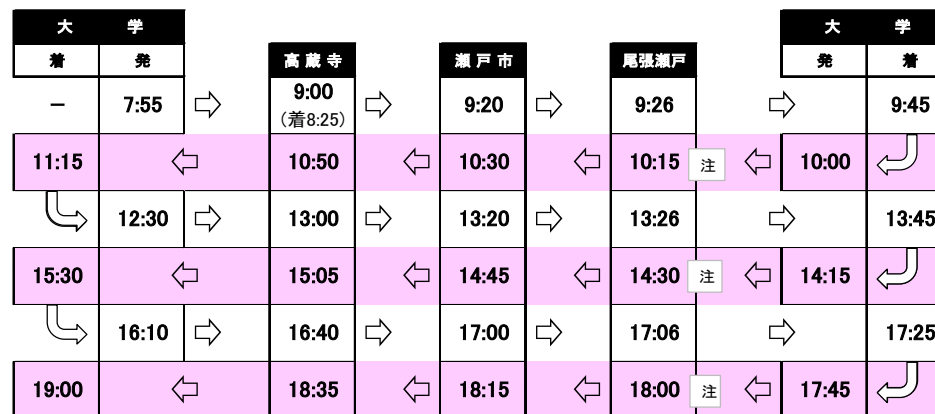 大 学 大 学
着 発 高蔵寺 瀬戸市 尾張瀬戸 発 着
－ 7:55 ⇨ 9:00 ⇨ 9:20 ⇨ 9:26 ⇨ 9:45
（着8:25）
11:15 ⇦ 10:50 ⇦ 10:30 ⇦ 10:15 注 ⇦ 10:00
12:30 ⇨ 13:00 ⇨ 13:20 ⇨ 13:26 ⇨ 13:45
15:30 ⇦ 15:05 ⇦ 14:45 ⇦ 14:30 注 ⇦ 14:15
16:10 ⇨ 16:40 ⇨ 17:00 ⇨ 17:06 ⇨ 17:25
19:00 ⇦ 18:35 ⇦ 18:15 ⇦ 18:00 注 ⇦ 17:45